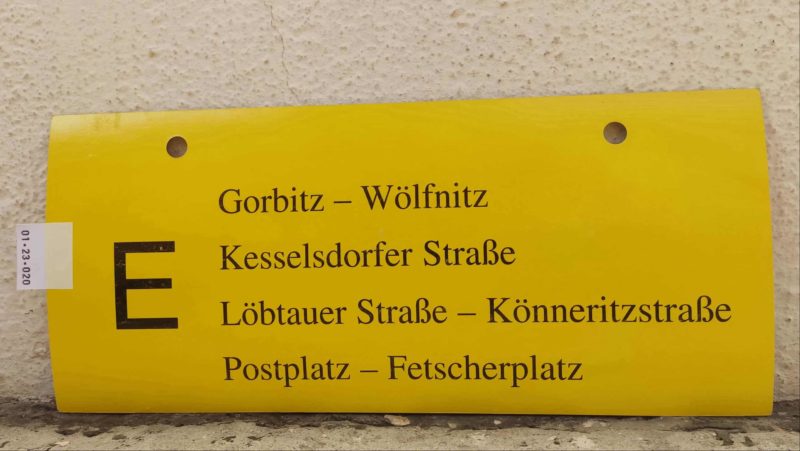 Gorbitz – Wölfnitz
Kesselsdorfer Straße
E
Löbtauer Straße – Könneritzstraße
Postplatz – Fetscherplatz
01•23•020